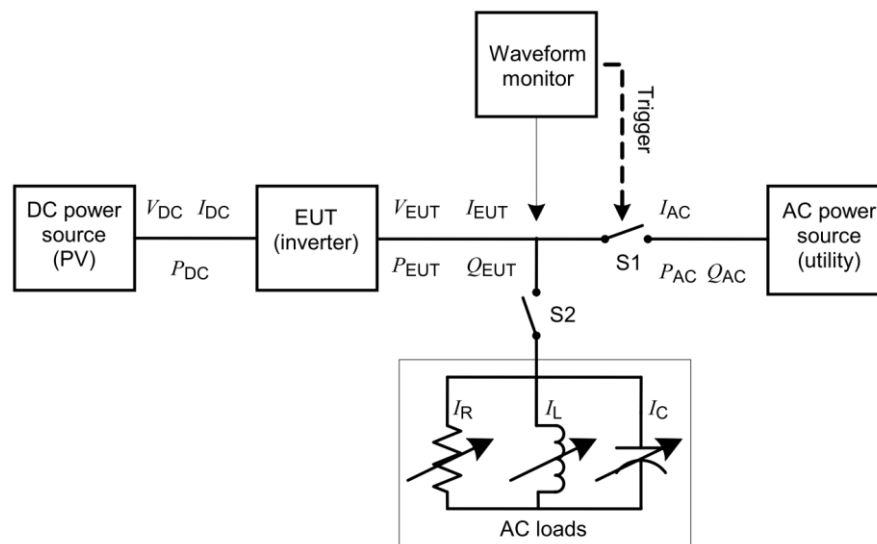 Waveform
monitor
Trigger
DC power
source
(PV)
V_DC I_DC
P_DC
EUT
(inverter)
V_EUT I_EUT
P_EUT Q_EUT
S1
I_AC
P_AC Q_AC
AC power
source
(utility)
S2
I_R I_L I_C
AC loads